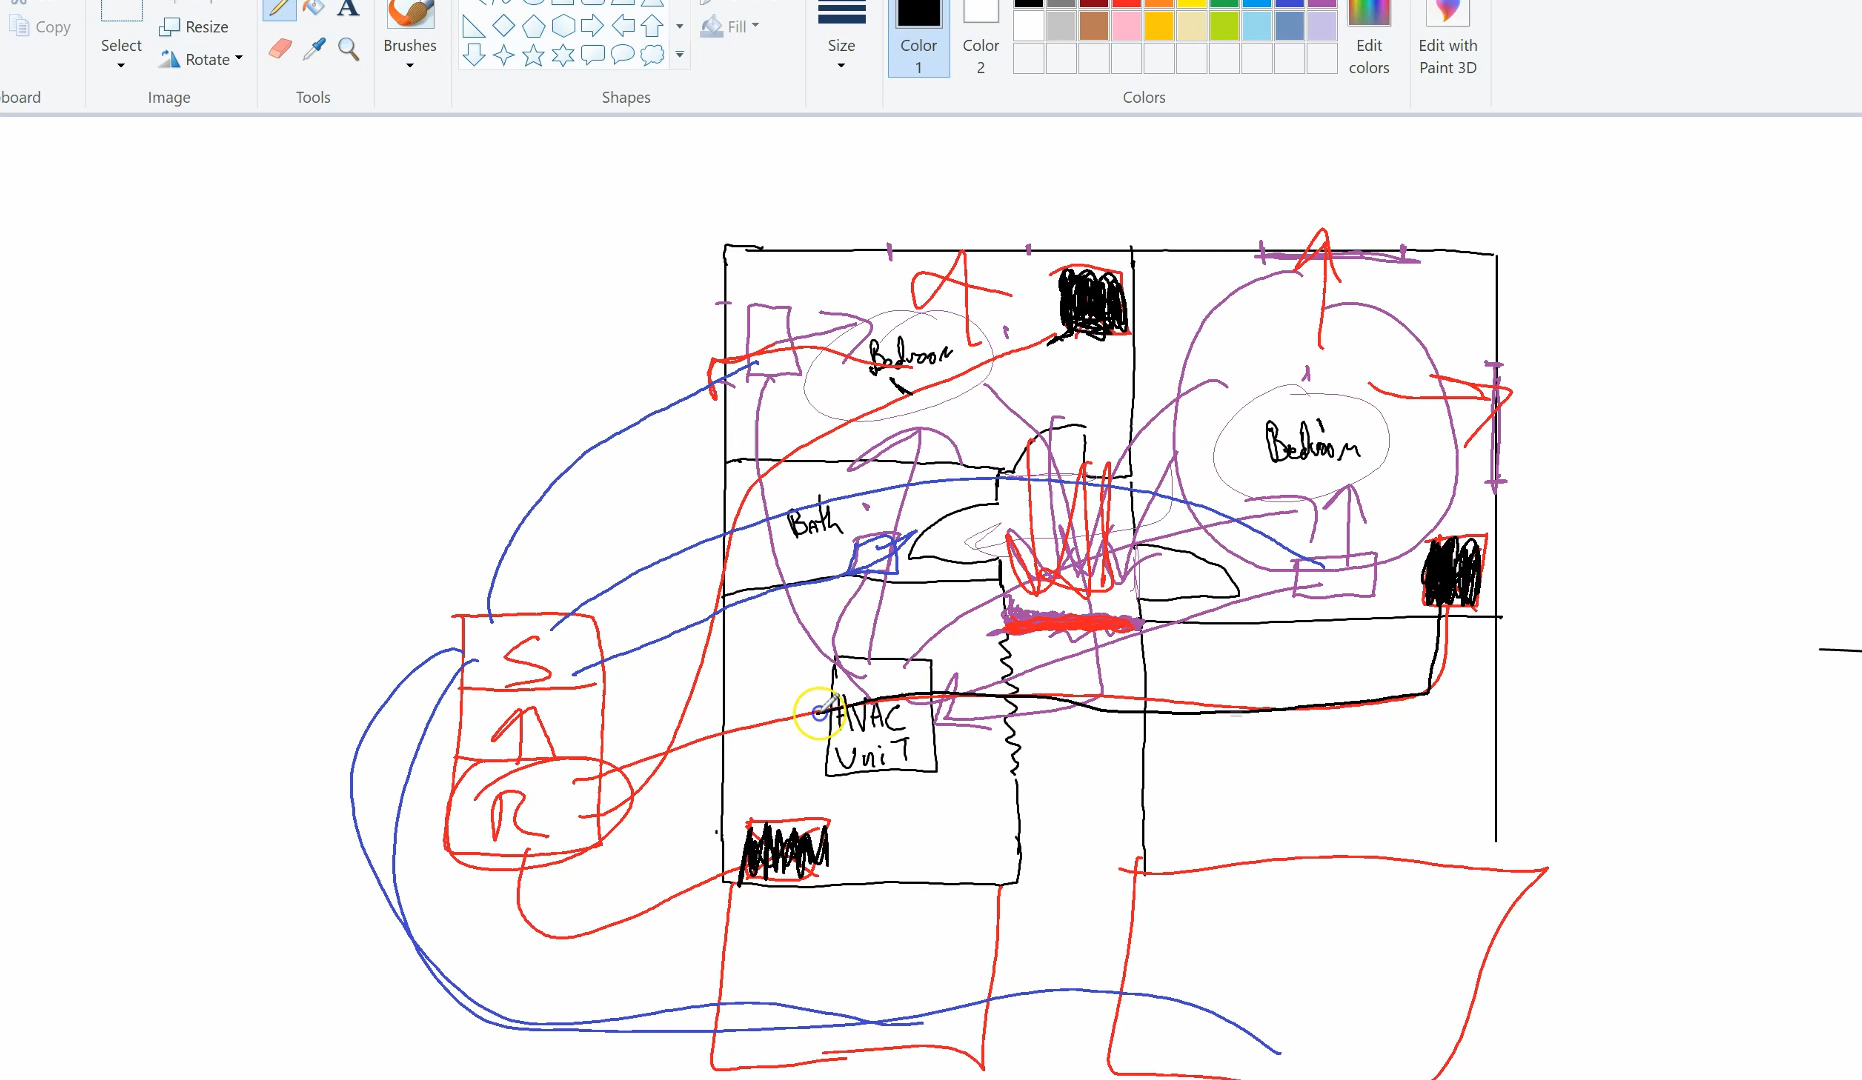 Copy
Select
Resize
Rotate
A
Brushes
Fill
Size
Color
1
Color
2
Edit
colors
Edit with
Paint 3D
board
Image
Tools
Shapes
Colors
Bedroom
Bedroom
Bath
S
HVAC
UniT
R